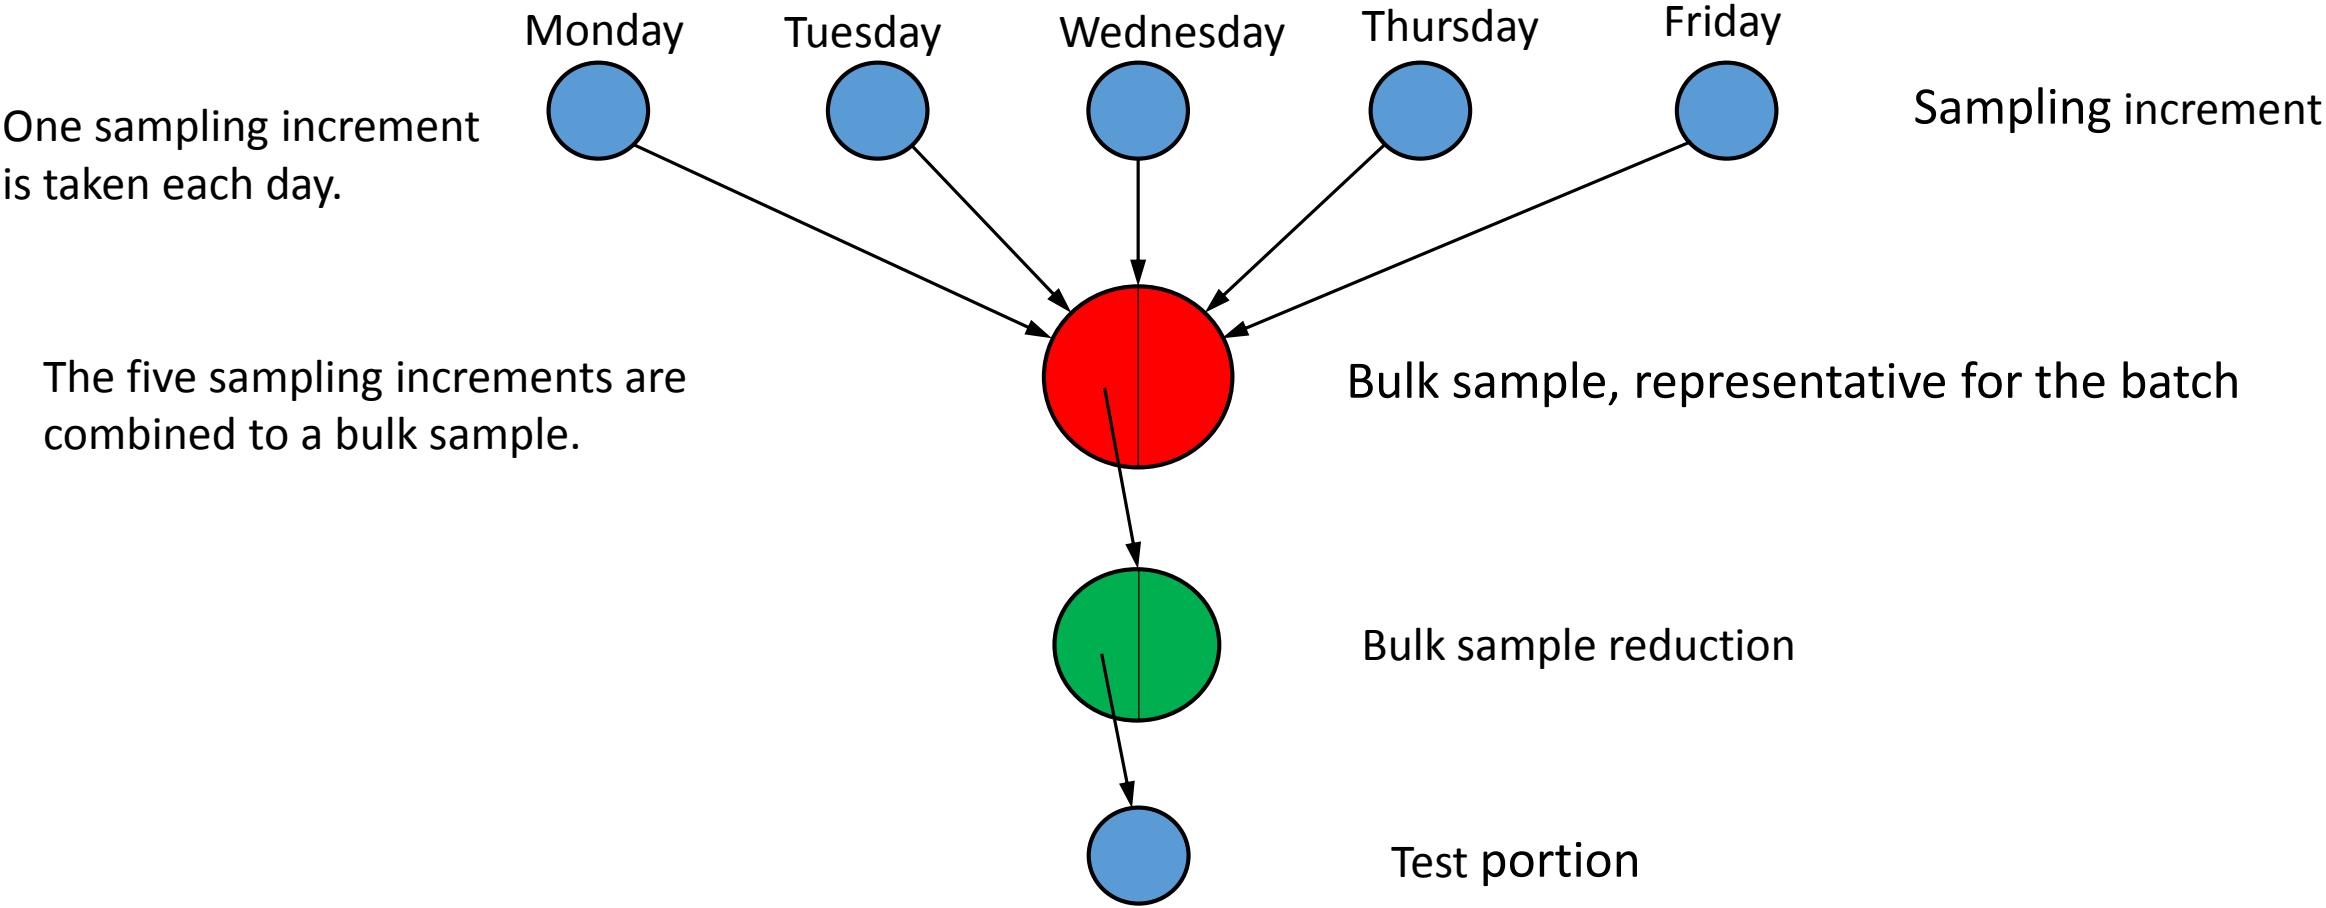 Monday
Tuesday
Wednesday
Thursday
Friday
One sampling increment
is taken each day.
Sampling increment
The five sampling increments are
combined to a bulk sample.
Bulk sample, representative for the batch
Bulk sample reduction
Test portion